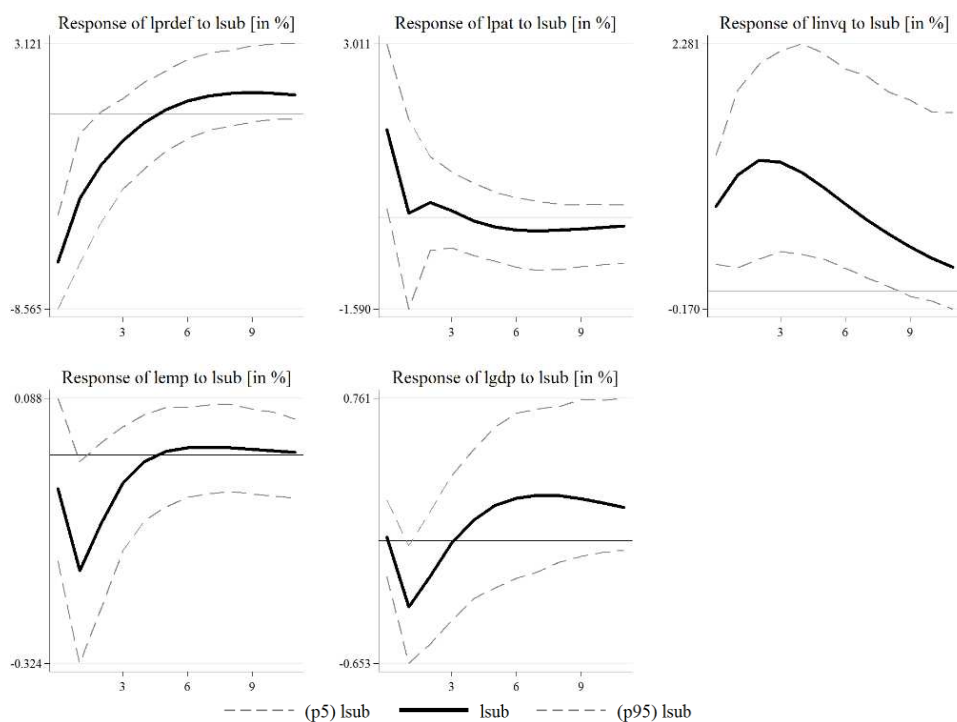 Response of lprdef to lsub [in %]
3.121
-8.565
3 6 9
Response of lpat to lsub [in %]
3.011
-1.590
3 6 9
Response of linvq to lsub [in %]
2.281
-0.170
3 6 9
Response of lemp to lsub [in %]
0.088
-0.324
3 6 9
Response of lgdp to lsub [in %]
0.761
-0.653
3 6 9
(p5) lsub lsub (p95) lsub